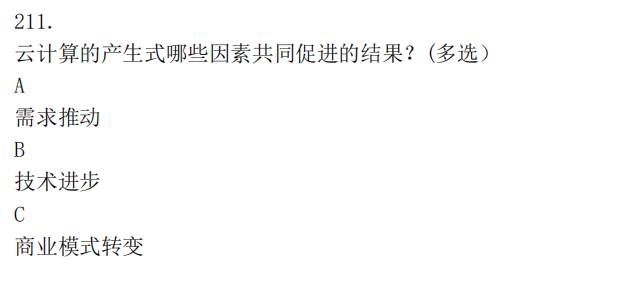 211.
云计算的产生式哪些因素共同促进的结果？(多选）
A
需求推动
B
技术进步
C
商业模式转变